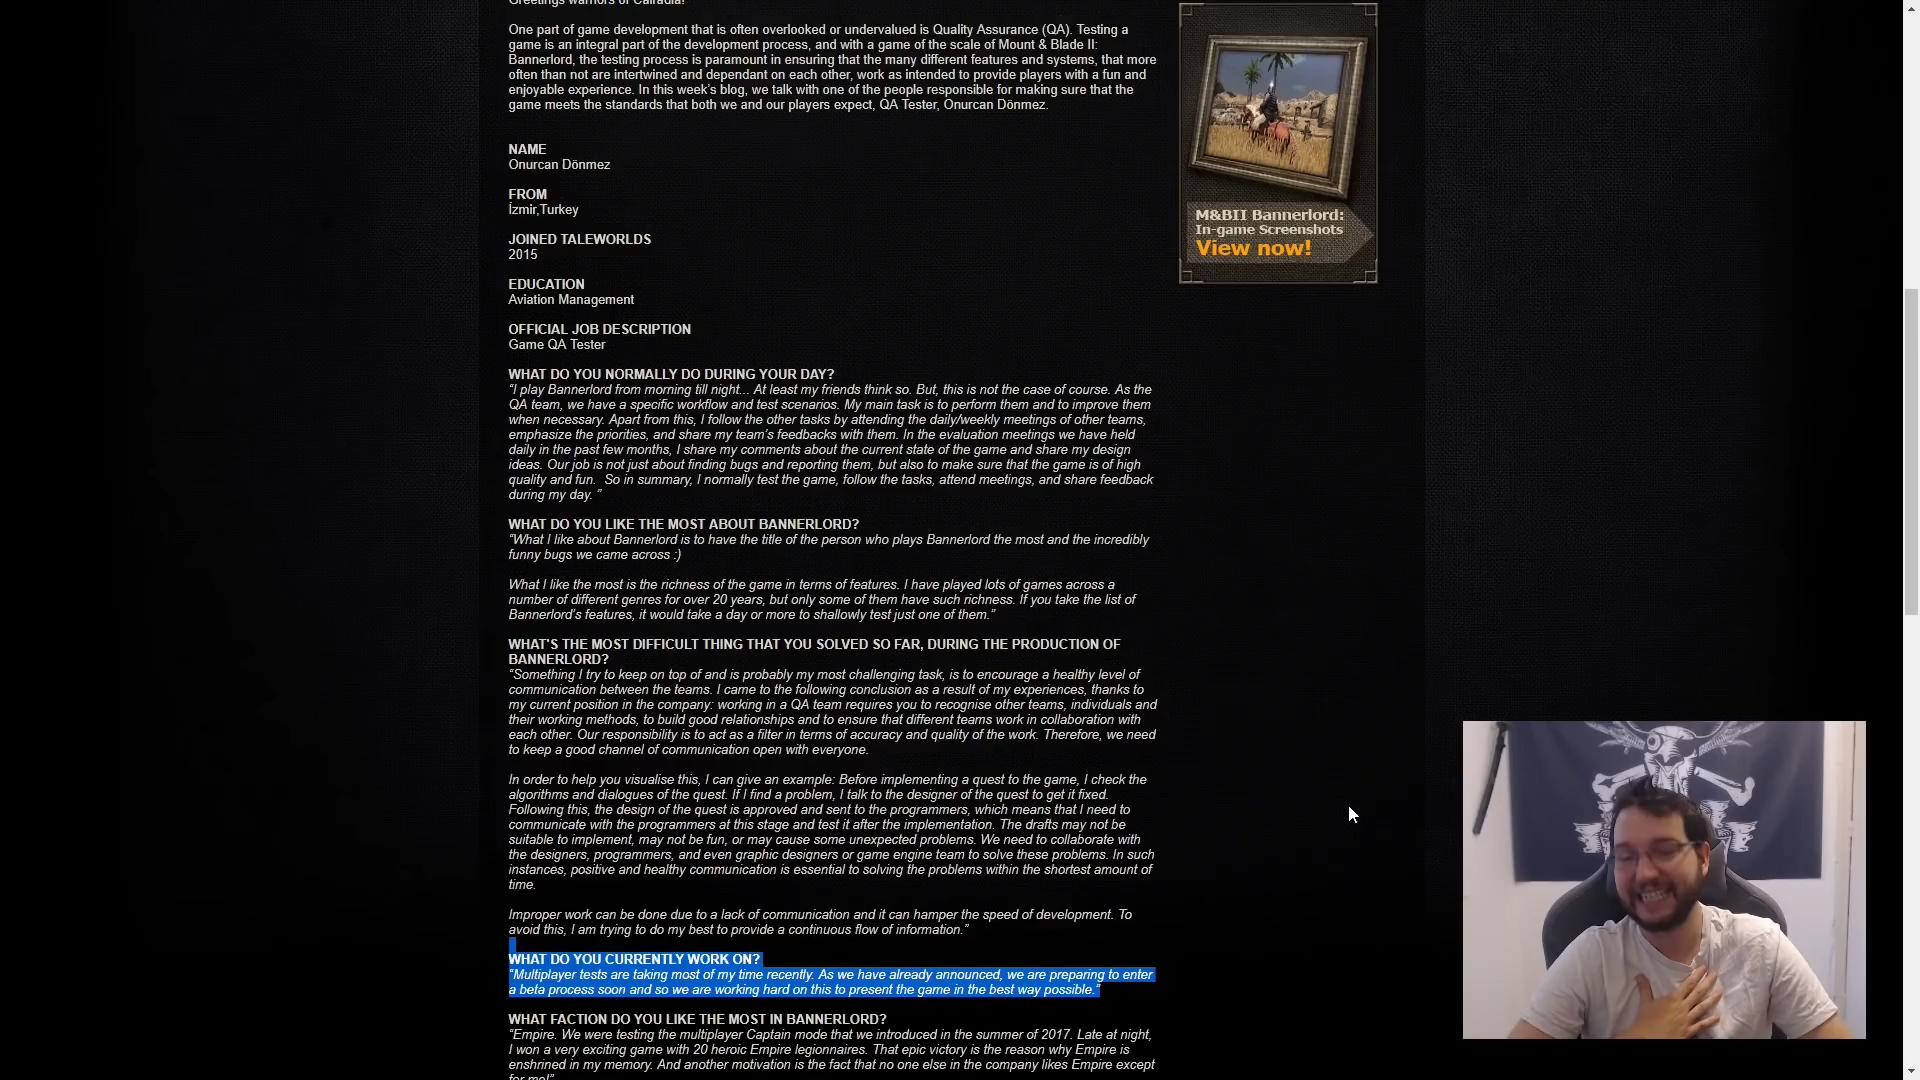 Greetings warriors of Calradia!
One part of game development that is often overlooked or undervalued is Quality Assurance (QA). Testing a
game is an integral part of the development process, and with a game of the scale of Mount & Blade II:
Bannerlord, the testing process is paramount in ensuring that the many different features and systems, that more
often than not are intertwined and dependant on each other, work as intended to provide players with a fun and
enjoyable experience. In this week's blog, we talk with one of the people responsible for making sure that the
game meets the standards that both we and our players expect, QA Tester, Onurcan Dönmez.
NAME
Onurcan Dönmez
FROM
İzmir,Turkey
JOINED TALEWORLDS
2015
EDUCATION
Aviation Management
OFFICIAL JOB DESCRIPTION
Game QA Tester
WHAT DO YOU NORMALLY DO DURING YOUR DAY?
“I play Bannerlord from morning till night... At least my friends think so. But, this is not the case of course. As the
QA team, we have a specific workflow and test scenarios. My main task is to perform them and to improve them
when necessary. Apart from this, I follow the other tasks by attending the daily/weekly meetings of other teams,
emphasize the priorities, and share my team's feedbacks with them. In the evaluation meetings we have held
daily in the past few months, I share my comments about the current state of the game and share my design
ideas. Our job is not just about finding bugs and reporting them, but also to make sure that the game is of high
quality and fun.  So in summary, I normally test the game, follow the tasks, attend meetings, and share feedback
during my day. ”
WHAT DO YOU LIKE THE MOST ABOUT BANNERLORD?
“What I like about Bannerlord is to have the title of the person who plays Bannerlord the most and the incredibly
funny bugs we came across :)
What I like the most is the richness of the game in terms of features. I have played lots of games across a
number of different genres for over 20 years, but only some of them have such richness. If you take the list of
Bannerlord's features, it would take a day or more to shallowly test just one of them.”
WHAT'S THE MOST DIFFICULT THING THAT YOU SOLVED SO FAR, DURING THE PRODUCTION OF
BANNERLORD?
“Something I try to keep on top of and is probably my most challenging task, is to encourage a healthy level of
communication between the teams. I came to the following conclusion as a result of my experiences, thanks to
my current position in the company: working in a QA team requires you to recognise other teams, individuals and
their working methods, to build good relationships and to ensure that different teams work in collaboration with
each other. Our responsibility is to act as a filter in terms of accuracy and quality of the work. Therefore, we need
to keep a good channel of communication open with everyone.
In order to help you visualise this, I can give an example: Before implementing a quest to the game, I check the
algorithms and dialogues of the quest. If I find a problem, I talk to the designer of the quest to get it fixed.
Following this, the design of the quest is approved and sent to the programmers, which means that I need to
communicate with the programmers at this stage and test it after the implementation. The drafts may not be
suitable to implement, may not be fun, or may cause some unexpected problems. We need to collaborate with
the designers, programmers, and even graphic designers or game engine team to solve these problems. In such
instances, positive and healthy communication is essential to solving the problems within the shortest amount of
time.
Improper work can be done due to a lack of communication and it can hamper the speed of development. To
avoid this, I am trying to do my best to provide a continuous flow of information.”
WHAT DO YOU CURRENTLY WORK ON?
“Multiplayer tests are taking most of my time recently. As we have already announced, we are preparing to enter
a beta process soon and so we are working hard on this to present the game in the best way possible.”
WHAT FACTION DO YOU LIKE THE MOST IN BANNERLORD?
“Empire. We were testing the multiplayer Captain mode that we introduced in the summer of 2017. Late at night,
I won a very exciting game with 20 heroic Empire legionnaires. That epic victory is the reason why Empire is
enshrined in my memory. And another motivation is the fact that no one else in the company likes Empire except
for me!”
M&BII Bannerlord:
In-game Screenshots
View now!